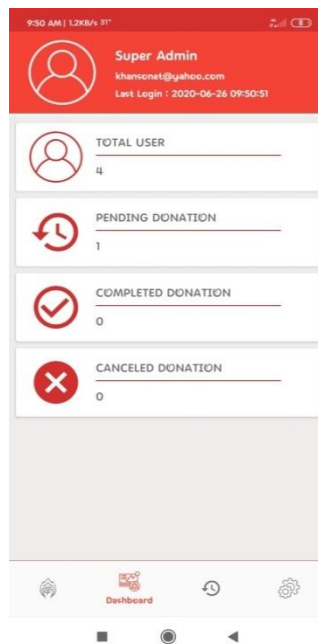 9:50 AM | 1.2KB/s 31°
Super Admin
khansonet@yahoo.com
Last Login : 2020-06-26 09:50:51
TOTAL USER
4
PENDING DONATION
1
COMPLETED DONATION
0
CANCELED DONATION
0
Dashboard